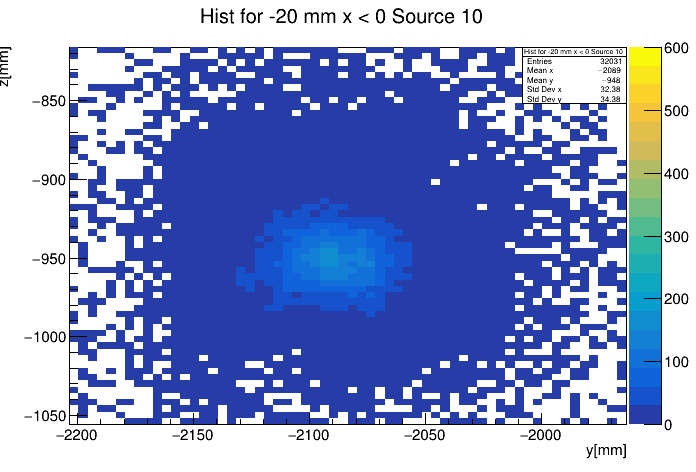 Hist for -20 mm x < 0 Source 10
z[mm]
Hist for -20 mm x < 0 Source 10
Entries 32031
Mean x −2089
Mean y −948
Std Dev x 32.38
Std Dev y 34.38
600
500
400
300
200
100
0
−850
−900
−950
−1000
−1050
−2200 −2150 −2100 −2050 −2000
y[mm]